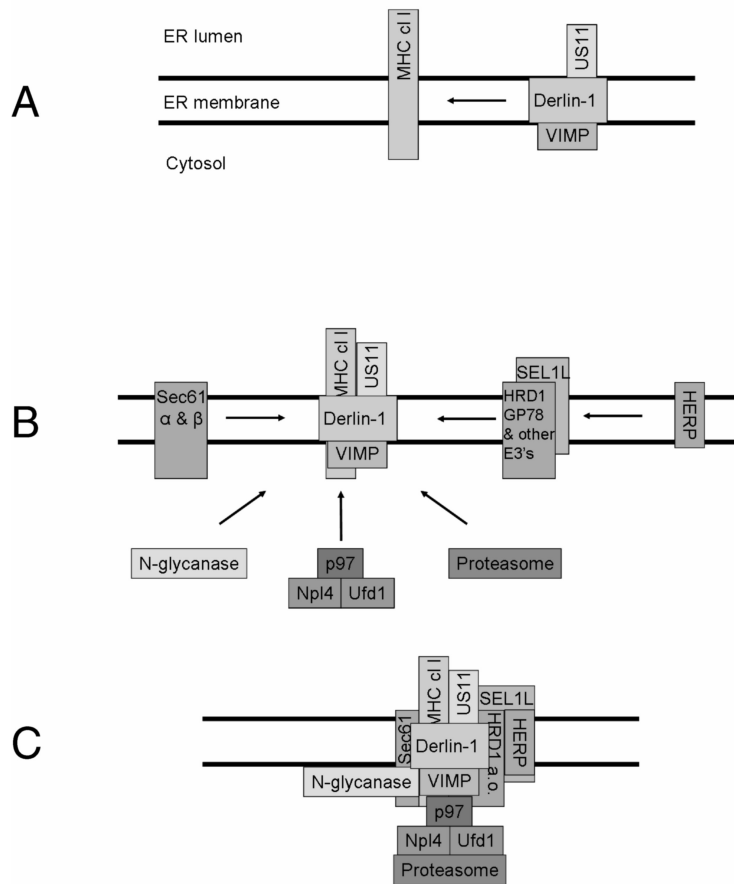 A
ER lumen
ER membrane
Cytosol
MHC cl I
US11
Derlin-1
VIMP
B
Sec61
α & β
MHC cl I
US11
Derlin-1
VIMP
SEL1L
HRD1
GP78
& other
E3's
HERP
N-glycanase
p97
Npl4
Ufd1
Proteasome
C
MHC cl I
US11
SEL1L
Sec61
Derlin-1
HRD1 a.o.
HERP
N-glycanase
VIMP
p97
Npl4
Ufd1
Proteasome